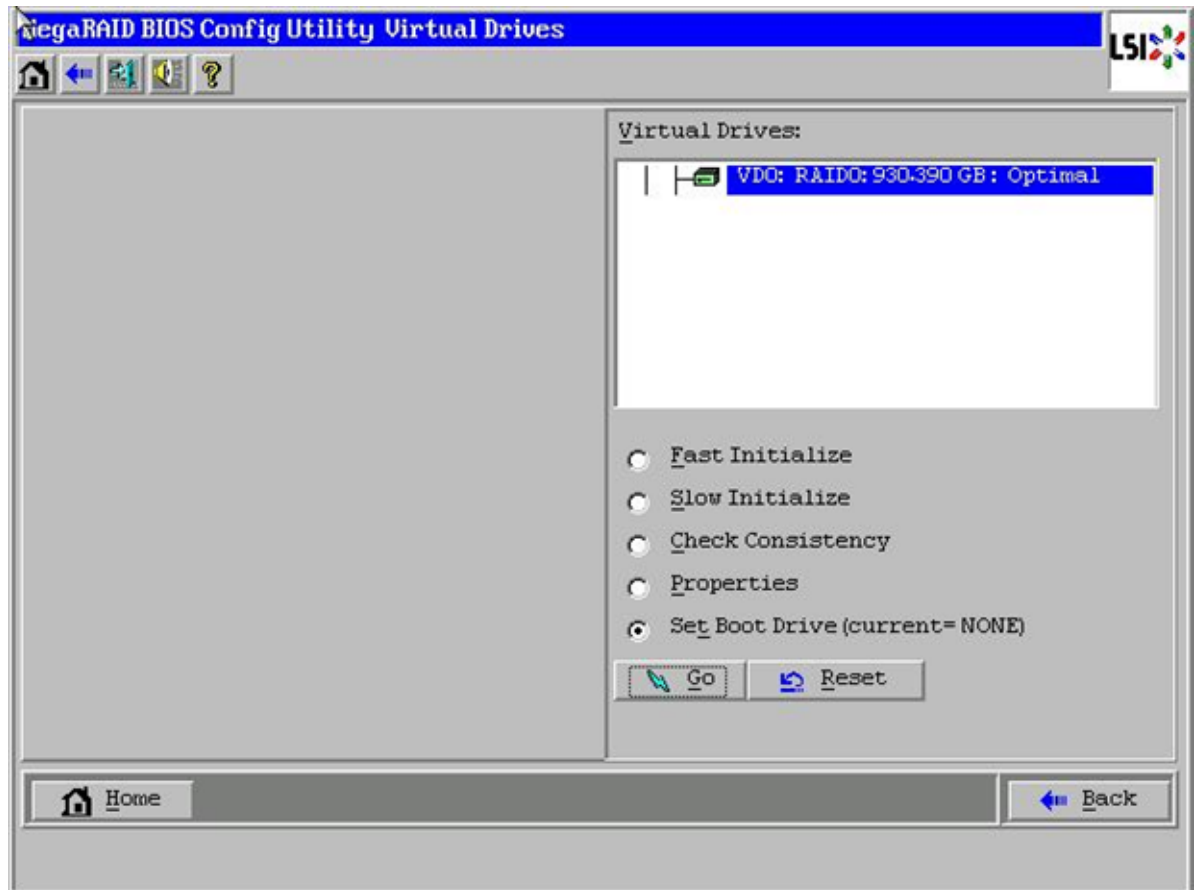 MegaRAID BIOS Config Utility Virtual Drives
LSI
Virtual Drives:
VD0: RAID0: 930.390 GB: Optimal
Fast Initialize
Slow Initialize
Check Consistency
Properties
Set Boot Drive (current= NONE)
Go
Reset
Home
Back